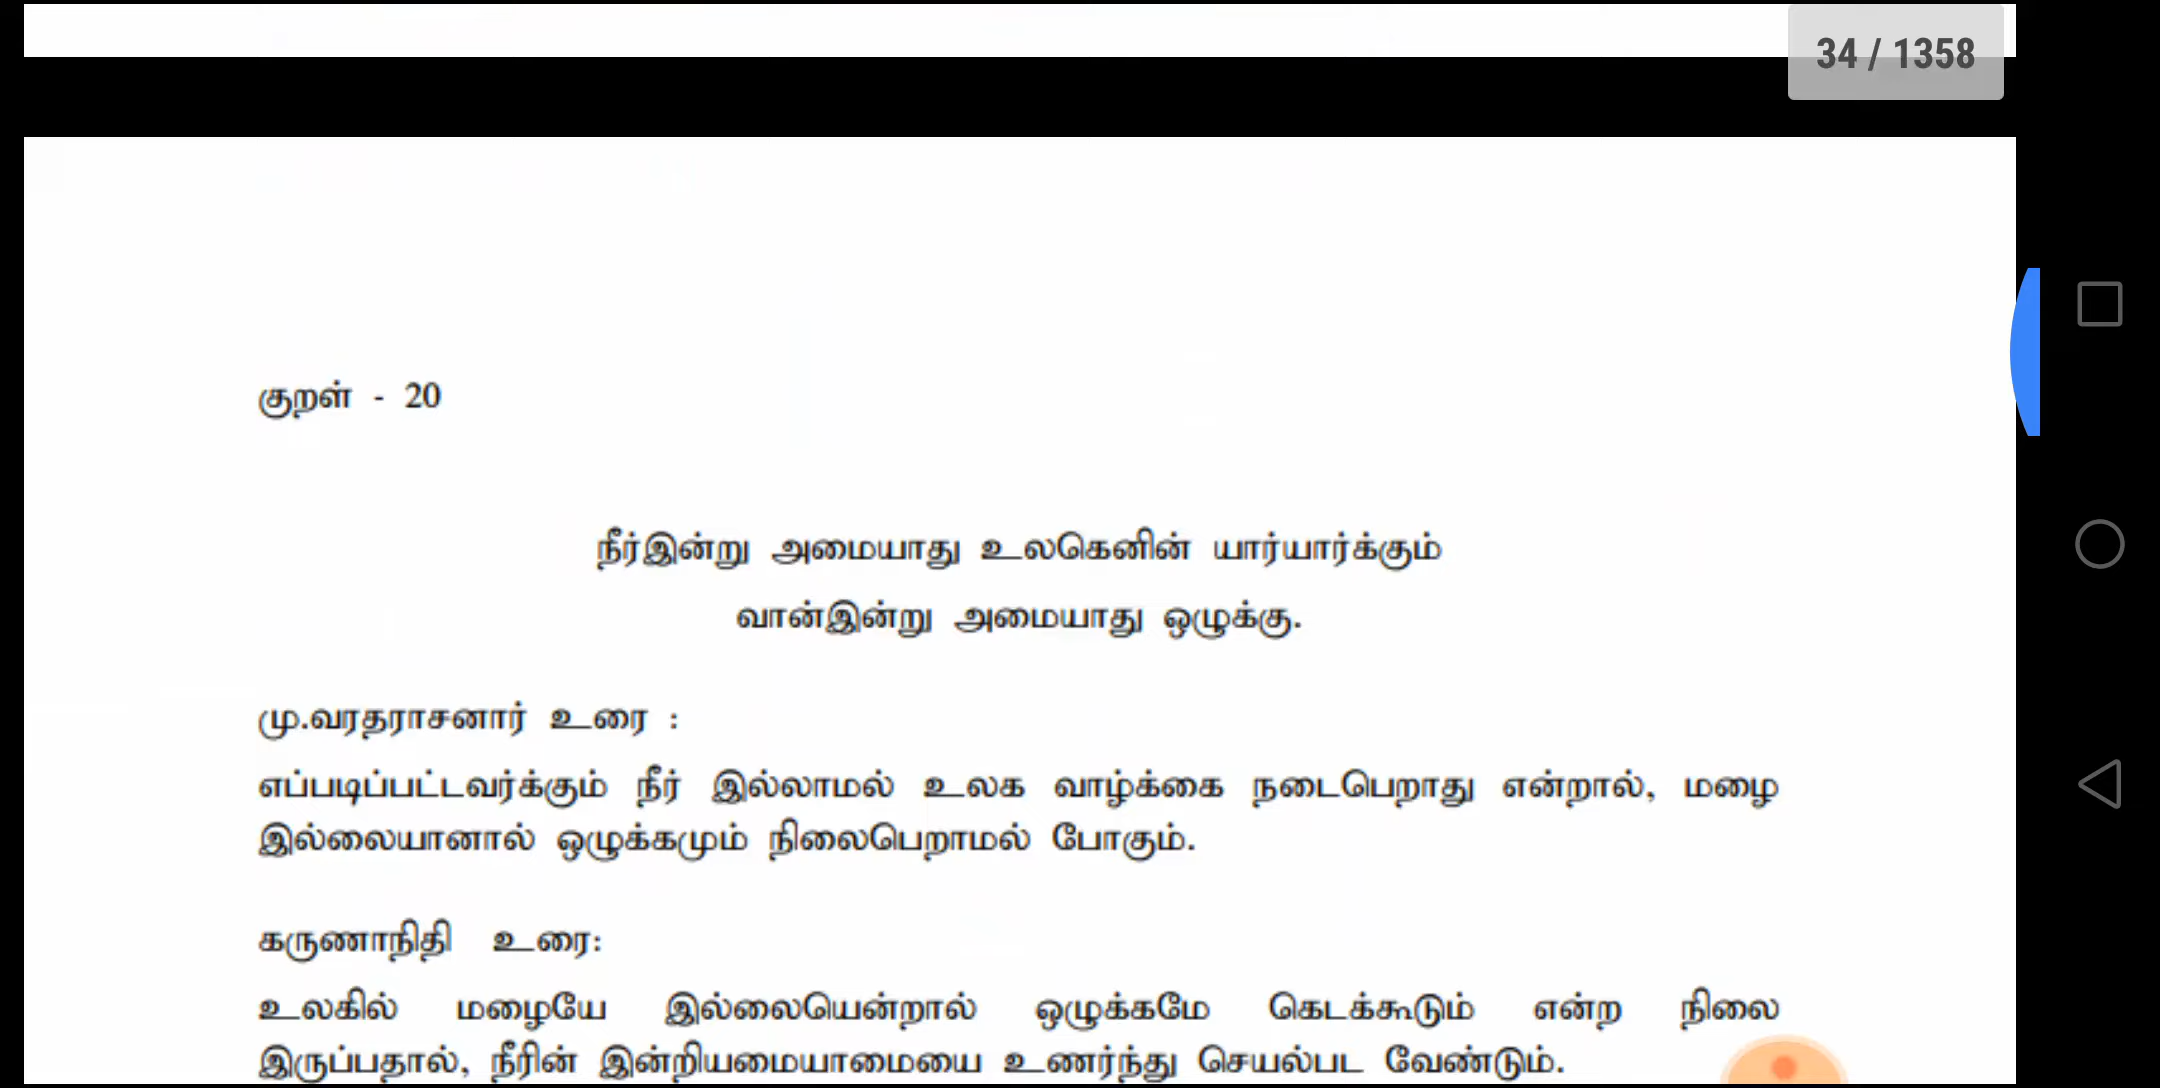 34 / 1358
குறள் - 20
நீர்இன்று அமையாது உலகெனின் யார்யார்க்கும்
வான்இன்று அமையாது ஒழுக்கு.
மு.வரதராசனார் உரை :
எப்படிப்பட்டவர்க்கும் நீர் இல்லாமல் உலக வாழ்க்கை நடைபெறாது என்றால், மழை
இல்லையானால் ஒழுக்கமும் நிலைபெறாமல் போகும்.
கருணாநிதி உரை:
உலகில் மழையே இல்லையென்றால் ஒழுக்கமே கெடக்கூடும் என்ற நிலை
இருப்பதால், நீரின் இன்றியமையாமையை உணர்ந்து செயல்பட வேண்டும்.